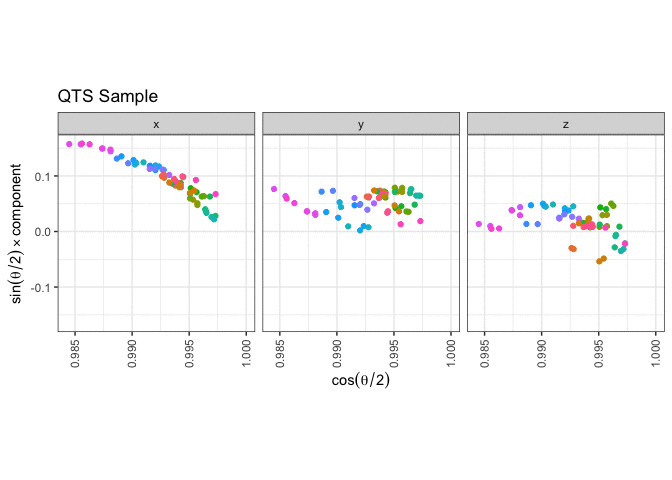 QTS Sample
x y z
sin(θ/2) × component
0.1
0.0
-0.1
0.985 0.990 0.995 1.000 0.985 0.990 0.995 1.000 0.985 0.990 0.995 1.000
cos(θ/2)